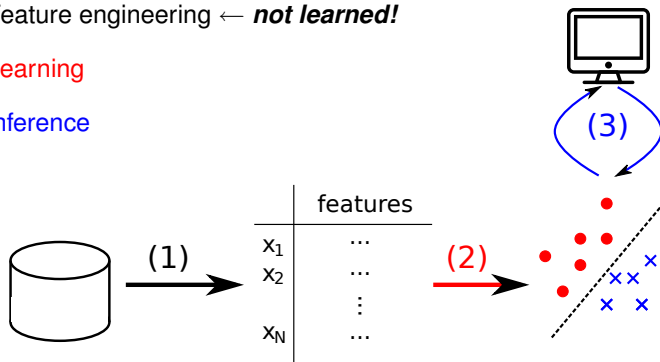 eature engineering ← not learned!
earning
nference
(3)
features
(1)
x1 ...
(2)
x2 ...
⋮
xN ...